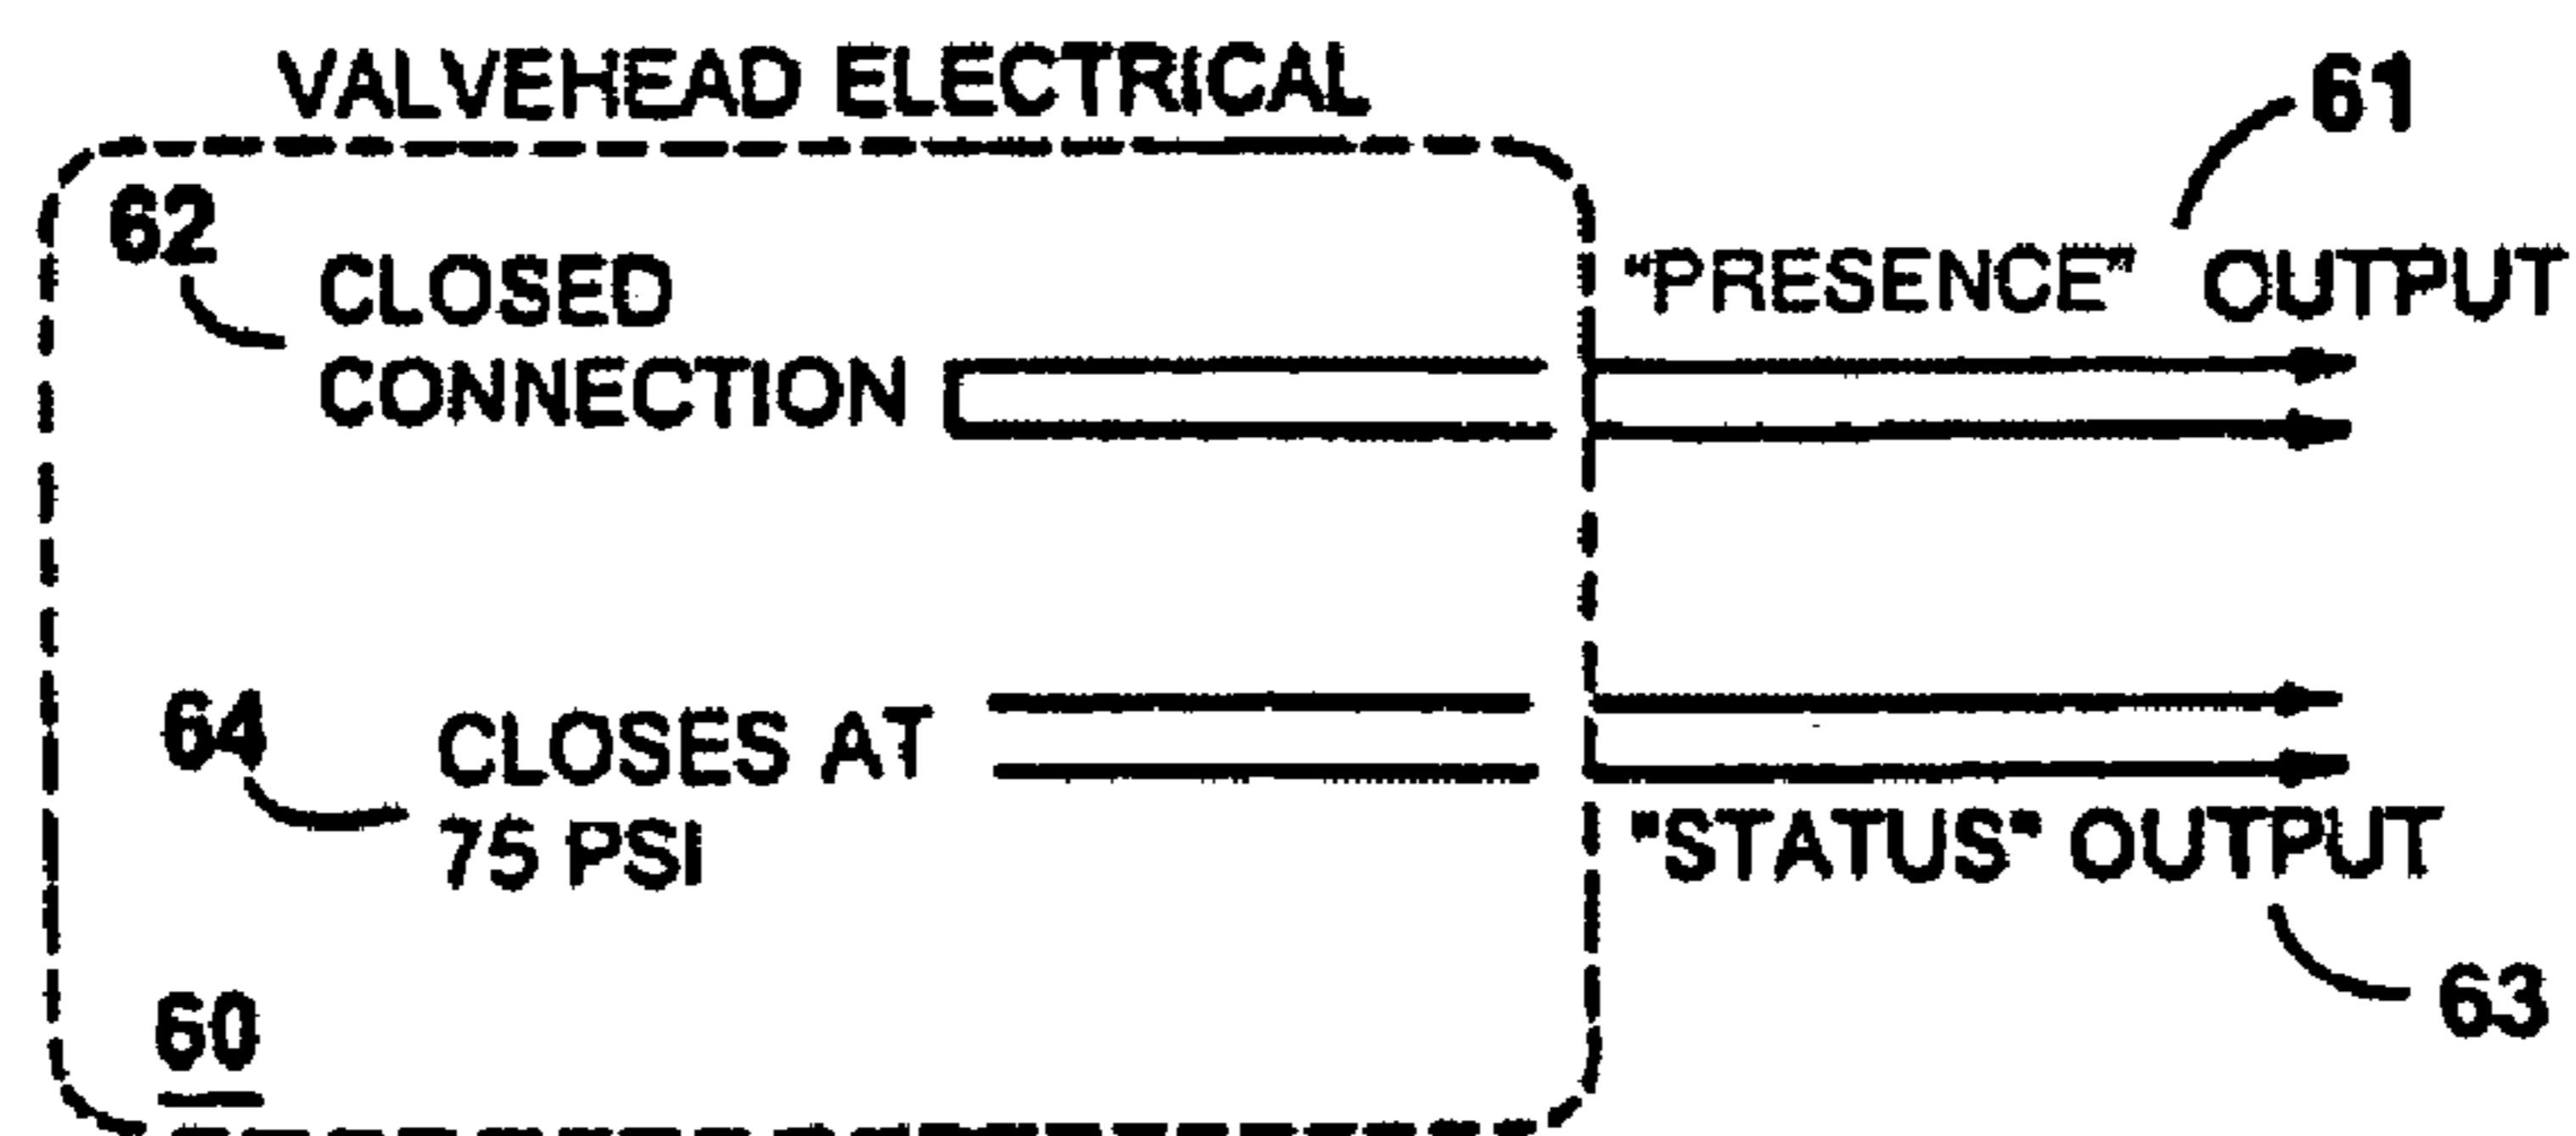 VALVEHEAD ELECTRICAL
61
62
CLOSED
CONNECTION
"PRESENCE" OUTPUT
64
CLOSES AT
75 PSI
"STATUS" OUTPUT
60
63